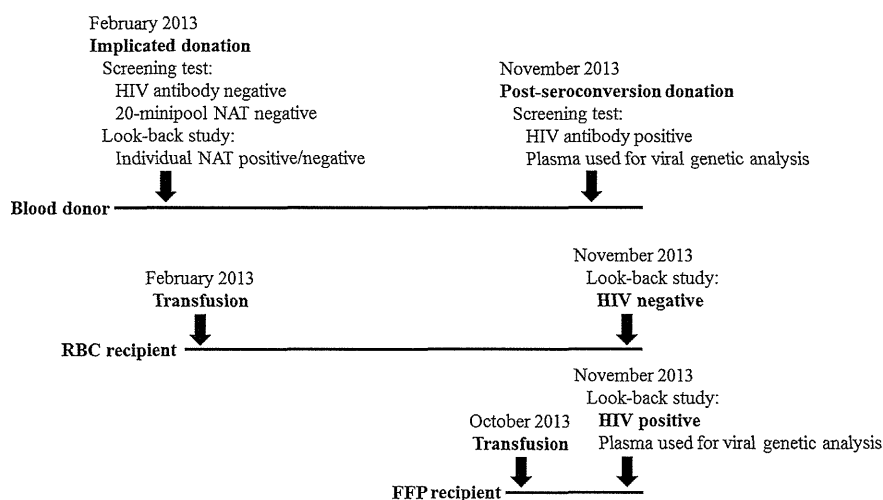 February 2013
Implicated donation
Screening test:
HIV antibody negative
20-minipool NAT negative
Look-back study:
Individual NAT positive/negative
November 2013
Post-seroconversion donation
Screening test:
HIV antibody positive
Plasma used for viral genetic analysis
Blood donor
February 2013
Transfusion
November 2013
Look-back study:
HIV negative
RBC recipient
November 2013
Look-back study:
HIV positive
Plasma used for viral genetic analysis
October 2013
Transfusion
FFP recipient